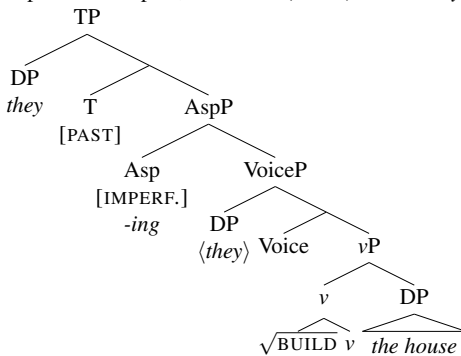 TP
DP
they
T
[PAST]
AspP
Asp
[IMPERF.]
-ing
VoiceP
DP
⟨they⟩
Voice
vP
v
DP
√BUILD v
the house